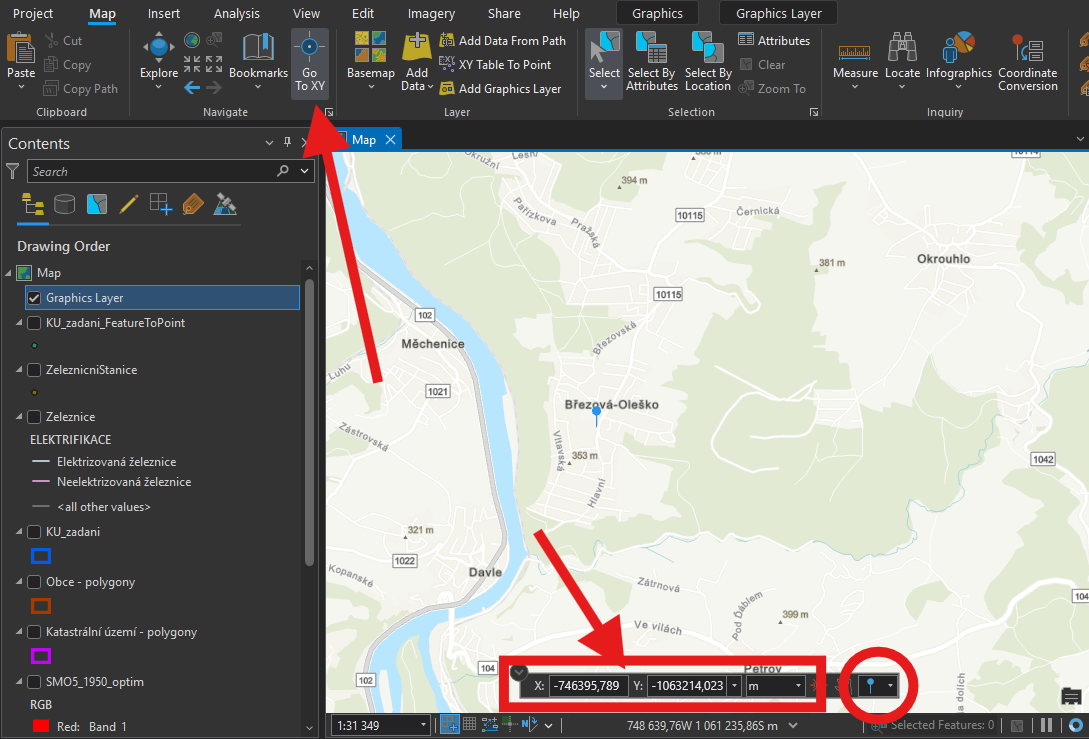 Project Map Insert Analysis View Edit Imagery Share Help Graphics Graphics Layer
Paste
Cut
Copy
Copy Path
Clipboard
Explore
Bookmarks
Go
To XY
Navigate
Basemap
Add
Data
Add Data From Path
XY Table To Point
Add Graphics Layer
Layer
Select
Select By
Attributes
Select By
Location
Attributes
Clear
Zoom To
Selection
Measure
Locate
Infographics
Coordinate
Conversion
Inquiry
Contents
Search
Drawing Order
Map
Graphics Layer
KU_zadani_FeatureToPoint
ZeleznicniStanice
Zeleznice
ELEKTRIFIKACE
Elektrizovaná železnice
Neelektrizovaná železnice
<all other values>
KU_zadani
Obce - polygony
Katastrální území - polygony
SMO5_1950_optim
RGB
Red: Band 1
Map
Okružní
394 m
Pařízkova
Pražská
10115
Černická
381 m
Okrouhlo
10115
102
Měchenice
Březovská
Luhu
1021
Březová-Oleško
Zástrovská
Vltavská
353 m
Hlavní
1042
321 m
1022
Kopanské
Davle
Zátrnová
Pod Ďáblem
399 m
104
Ve vilách
104
Petrov
102
dolích
X: -746395,789 Y: -1063214,023 m
1:31 349
748 639,76W 1 061 235,86S m
Selected Features: 0